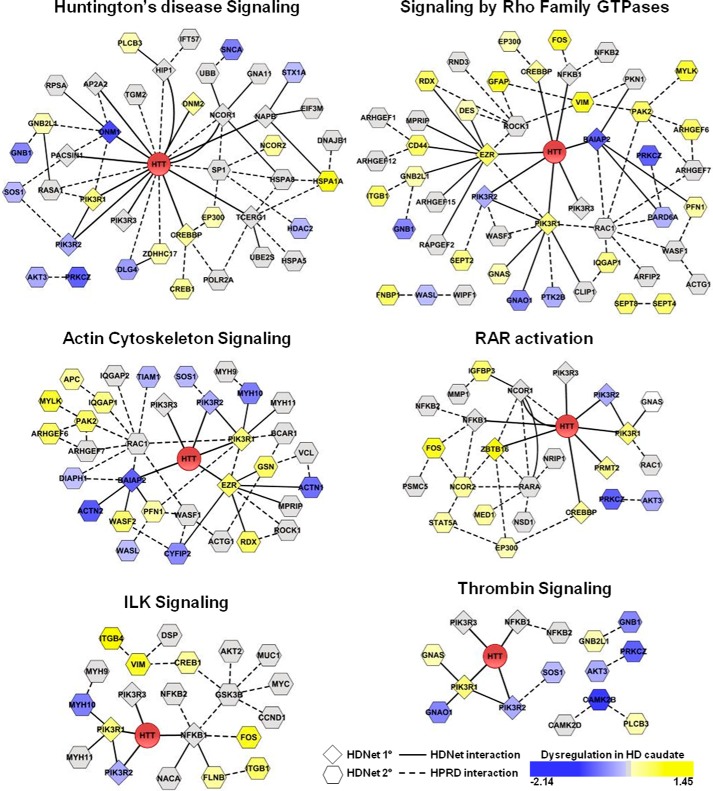 Huntington's disease Signaling
PLCB3
IFT57
SNCA
HIP1
RPSA
AP2A2
UBB
GNA11
STX1A
TGM2
DNM2
GNB2L1
DNM1
NCOR1
NAPB
EIF3M
GNB1
PACSIN1
HTT
NCOR2
DNAJB1
SP1
SOS1
RASA1
PIK3R1
HSPA8
HSPA1A
PIK3R3
EP300
TCERG1
PIK3R2
CREBBP
HDAC2
ZDHHC17
UBE2S
HSPA5
AKT3
PRKCZ
DLG4
CREB1
POLR2A
Signaling by Rho Family GTPases
EP300
FOS
NFKB2
RND3
CREBBP
NFKB1
PKN1
MYLK
RDX
GFAP
VIM
DES
PAK2
ARHGEF1
MPRIP
ROCK1
ARHGEF6
BAIAP2
ARHGEF12
CD44
EZR
HTT
PRKCZ
ARHGEF7
GNB2L1
ITGB1
ARHGEF15
PIK3R2
PIK3R3
PFN1
PARD6A
GNB1
PIK3R1
RAC1
WASF3
RAPGEF2
WASF1
SEPT2
IQGAP1
GNAS
ARFIP2
ACTG1
FNBP1
WASL
WIPF1
GNAO1
PTK2B
CLIP1
SEPT8
SEPT4
Actin Cytoskeleton Signaling
APC
IQGAP2
TIAM1
SOS1
MYH9
MYH10
MYLK
IQGAP1
PIK3R3
PIK3R2
MYH11
PAK2
ARHGEF6
ARHGEF7
RAC1
PIK3R1
BCAR1
VCL
HTT
GSN
DIAPH1
BAIAP2
EZR
ACTN1
ACTN2
WASF2
PFN1
WASF1
MPRIP
ROCK1
WASL
CYFIP2
ACTG1
RDX
RAR activation
IGFBP3
PIK3R3
MMP1
NCOR1
PIK3R2
GNAS
NFKB2
NFKB1
HTT
PIK3R1
FOS
ZBTB16
NRIP1
PRMT2
RAC1
PSMC5
NCOR2
RARA
PRKCZ
AKT3
STAT5A
MED1
NSD1
CREBBP
EP300
ILK Signaling
ITGB4
DSP
VIM
CREB1
AKT2
MUC1
MYH9
PIK3R3
NFKB2
GSK3B
MYC
MYH10
CCND1
PIK3R1
HTT
NFKB1
FOS
MYH11
PIK3R2
NACA
FLNB
ITGB1
Thrombin Signaling
PIK3R3
NFKB1
NFKB2
GNB1
GNB2L1
GNAS
HTT
PRKCZ
AKT3
PIK3R1
SOS1
GNAO1
PIK3R2
CAMK2B
CAMK2D
PLCB3
HDNet 1°
HDNet interaction
HDNet 2°
HPRD interaction
Dysregulation in HD caudate
-2.14
1.45